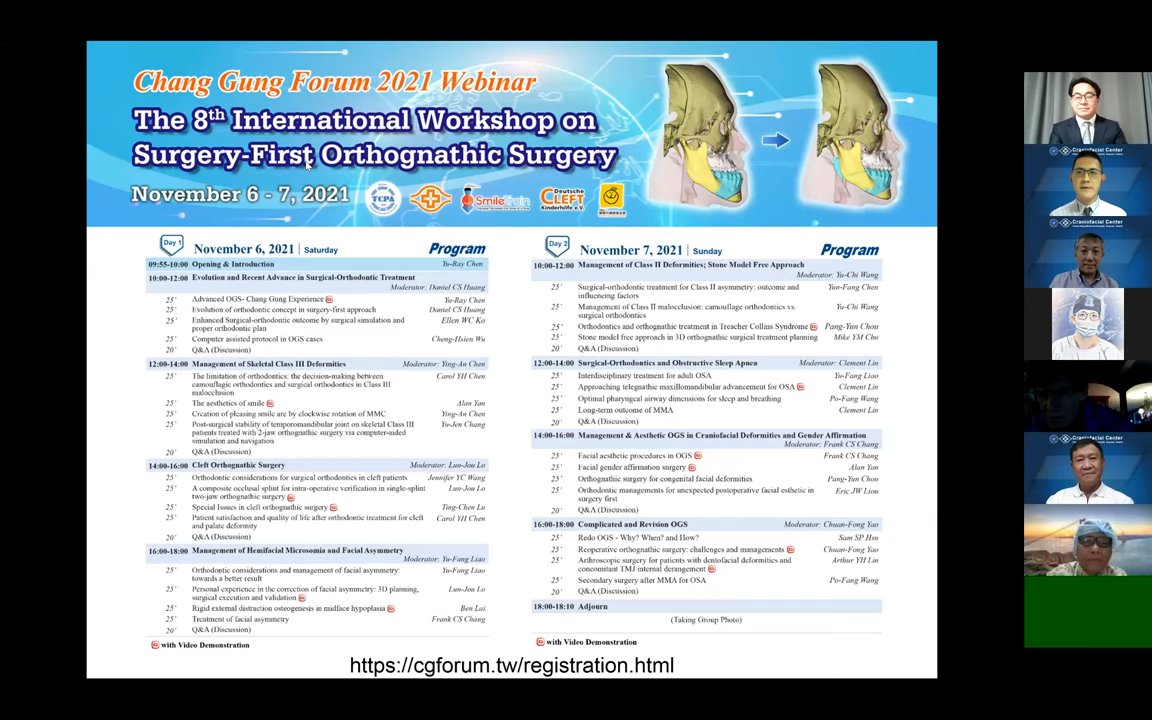 Chang Gung Forum 2021 Webinar
The 8th International Workshop on
Surgery-First Orthognathic Surgery
November 6 - 7, 2021
TCPA
SmileTrain
Deutsche
CLEFT
Kinderhilfe e.V.
Day 1
November 6, 2021 | Saturday
Program
09:55-10:00 Opening & Introduction Yu-Ray Chen
10:00-12:00 Evolution and Recent Advance in Surgical-Orthodontic Treatment
Moderator: Daniel CS Huang
25' Advanced OGS- Chang Gung Experience Yu-Ray Chen
25' Evolution of orthodontic concept in surgery-first approach Daniel CS Huang
25' Enhanced Surgical-orthodontic outcome by surgical simulation and Ellen WC Ko
proper orthodontic plan
25' Computer assisted protocol in OGS cases Cheng-Hsien Wu
20' Q&A (Discussion)
12:00-14:00 Management of Skeletal Class III Deformities Moderator: Ying-An Chen
25' The limitation of orthodontics: the decision-making between Carol YH Chen
camouflagic orthodontics and surgical orthodontics in Class III
malocclusion
25' The aesthetics of smile Alan Yan
25' Creation of pleasing smile arc by clockwise rotation of MMC Ying-An Chen
25' Post-surgical stability of temporomandibular joint on skeletal Class III Yu-Jen Chang
patients treated with 2-jaw orthognathic surgery via computer-aided
simulation and navigation
20' Q&A (Discussion)
14:00-16:00 Cleft Orthognathic Surgery Moderator: Lun-Jou Lo
25' Orthodontic considerations for surgical orthodontics in cleft patients Jennifer YC Wang
25' A composite occlusal splint for intra-operative verification in single-splint Lun-Jou Lo
two-jaw orthognathic surgery
25' Special Issues in cleft orthognathic surgery Ting-Chen Lu
25' Patient satisfaction and quality of life after orthodontic treatment for cleft Carol YH Chen
and palate deformity
20' Q&A (Discussion)
16:00-18:00 Management of Hemifacial Microsomia and Facial Asymmetry
Moderator: Yu-Fang Liao
25' Orthodontic considerations and management of facial asymmetry: Yu-Fang Liao
towards a better result
25' Personal experience in the correction of facial asymmetry: 3D planning, Lun-Jou Lo
surgical execution and validation
25' Rigid external distraction osteogenesis in midface hypoplasia Ben Lai
25' Treatment of facial asymmetry Frank CS Chang
20' Q&A (Discussion)
with Video Demonstration
Day 2
November 7, 2021 | Sunday
Program
10:00-12:00 Management of Class II Deformities; Stone Model Free Approach
Moderator: Yu-Chi Wang
25' Surgical-orthodontic treatment for Class II asymmetry: outcome and Yun-Fang Chen
influencing factors
25' Management of Class II malocclusion: camouflage orthodontics vs. Yu-Chi Wang
surgical orthodontics
25' Orthodontics and orthognathic treatment in Treacher Collins Syndrome Pang-Yun Chou
25' Stone model free approach in 3D orthognathic surgical treatment planning Mike YM Chu
20' Q&A (Discussion)
12:00-14:00 Surgical-Orthodontics and Obstructive Sleep Apnea Moderator: Clement Lin
25' Interdisciplinary treatment for adult OSA Yu-Fang Liao
25' Approaching telegnathic maxillomandibular advancement for OSA Clement Lin
25' Optimal pharyngeal airway dimensions for sleep and breathing Po-Fang Wang
25' Long-term outcome of MMA Clement Lin
20' Q&A (Discussion)
14:00-16:00 Management & Aesthetic OGS in Craniofacial Deformities and Gender Affirmation
Moderator: Frank CS Chang
25' Facial aesthetic procedures in OGS Frank CS Chang
25' Facial gender affirmation surgery Alan Yan
25' Orthognathic surgery for congenital facial deformities Pang-Yun Chou
25' Orthodontic managements for unexpected postoperative facial esthetic in Eric JW Liou
surgery first
20' Q&A (Discussion)
16:00-18:00 Complicated and Revision OGS Moderator: Chuan-Fong Yao
25' Redo OGS - Why? When? and How? Sam SP Hsu
25' Reoperative orthognathic surgery: challenges and managements Chuan-Fong Yao
25' Arthroscopic surgery for patients with dentofacial deformities and Arthur YH Lin
concomitant TMJ internal derangement
25' Secondary surgery after MMA for OSA Po-Fang Wang
20' Q&A (Discussion)
18:00-18:10 Adjourn
(Taking Group Photo)
with Video Demonstration
https://cgforum.tw/registration.html
Craniofacial Center
Craniofacial Center
Craniofacial Center